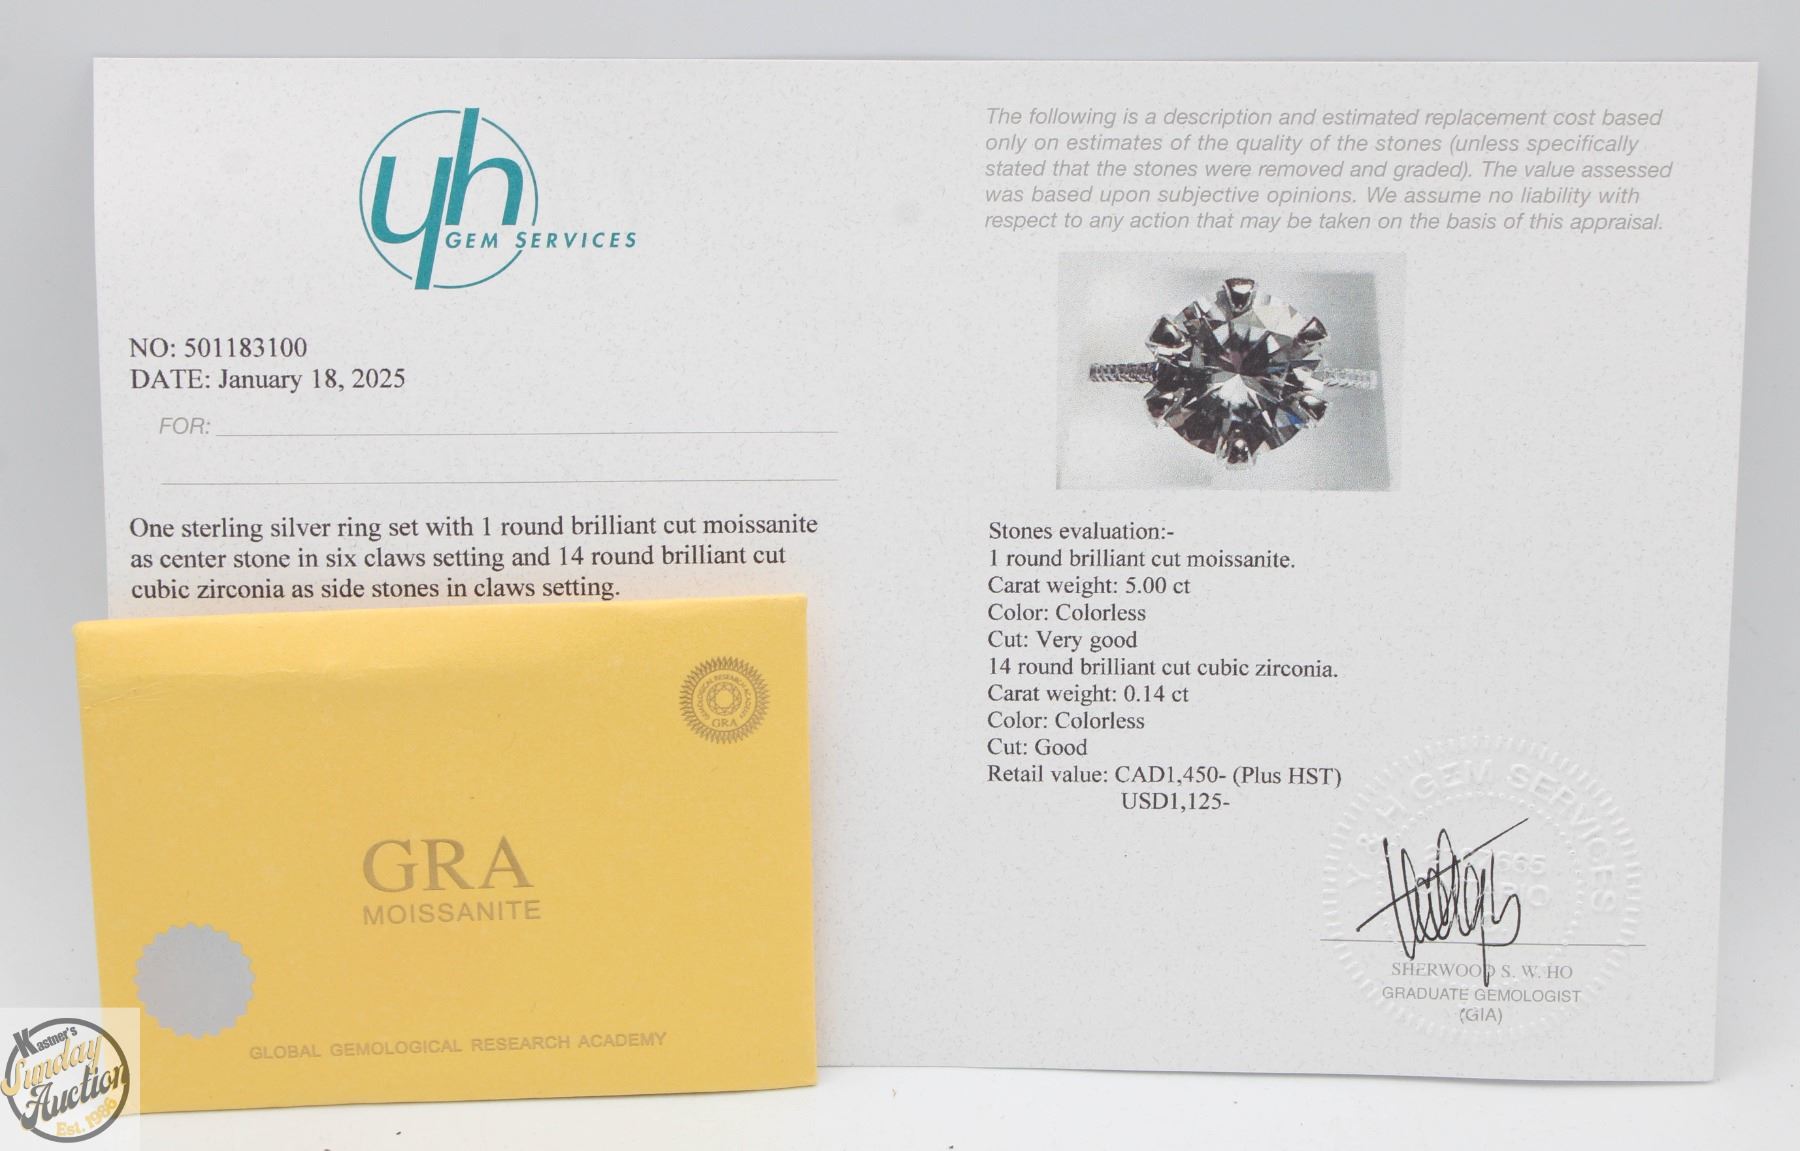 yh
GEM SERVICES
NO: 501183100
DATE: January 18, 2025
FOR:
One sterling silver ring set with 1 round brilliant cut moissanite
as center stone in six claws setting and 14 round brilliant cut
cubic zirconia as side stones in claws setting.
The following is a description and estimated replacement cost based
only on estimates of the quality of the stones (unless specifically
stated that the stones were removed and graded). The value assessed
was based upon subjective opinions. We assume no liability with
respect to any action that may be taken on the basis of this appraisal.
Stones evaluation:-
1 round brilliant cut moissanite.
Carat weight: 5.00 ct
Color: Colorless
Cut: Very good
14 round brilliant cut cubic zirconia.
Carat weight: 0.14 ct
Color: Colorless
Cut: Good
Retail value: CAD1,450- (Plus HST)
USD1,125-
Y & H GEM SERVICES
SHERWOOD S. W. HO
GRADUATE GEMOLOGIST
(GIA)
GEMOLOGICAL RESEARCH ACADEMY
GRA
GRA
MOISSANITE
GLOBAL GEMOLOGICAL RESEARCH ACADEMY
Kastner's
Sunday
Auction
Est. 1986